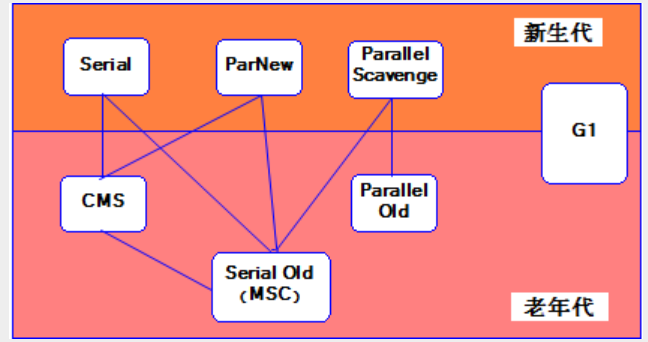 新生代
Serial
ParNew
Parallel
Scavenge
G1
CMS
Parallel
Old
Serial Old
(MSC)
老年代